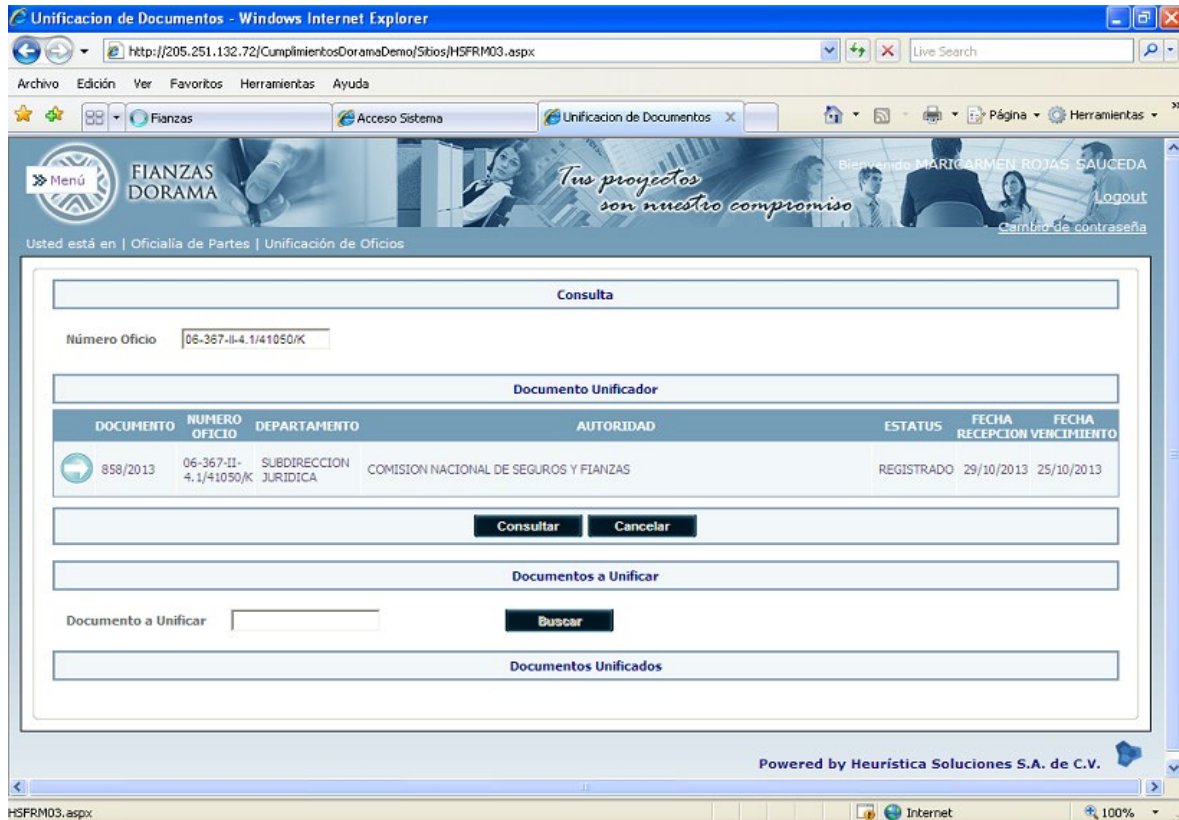 Unificacion de Documentos - Windows Internet Explorer
http://205.251.132.72/CumplimientosDoramaDemo/Sitios/HSFRM03.aspx
Live Search
Archivo Edición Ver Favoritos Herramientas Ayuda
Fianzas
Acceso Sistema
Unificacion de Documentos
Página
Herramientas
Menú
FIANZAS
DORAMA
Tus proyectos
son nuestro compromiso
Bienvenido MARICARMEN ROJAS SAUCEDA
Logout
Cambio de contraseña
Usted está en | Oficialía de Partes | Unificación de Oficios
Consulta
Número Oficio 06-367-II-4.1/41050/K
Documento Unificador
DOCUMENTO NUMERO OFICIO DEPARTAMENTO AUTORIDAD ESTATUS FECHA RECEPCION FECHA VENCIMIENTO
858/2013 06-367-II-4.1/41050/K SUBDIRECCION JURIDICA COMISION NACIONAL DE SEGUROS Y FIANZAS REGISTRADO 29/10/2013 25/10/2013
Consultar Cancelar
Documentos a Unificar
Documento a Unificar Buscar
Documentos Unificados
Powered by Heurística Soluciones S.A. de C.V.
HSFRM03.aspx Internet 100%